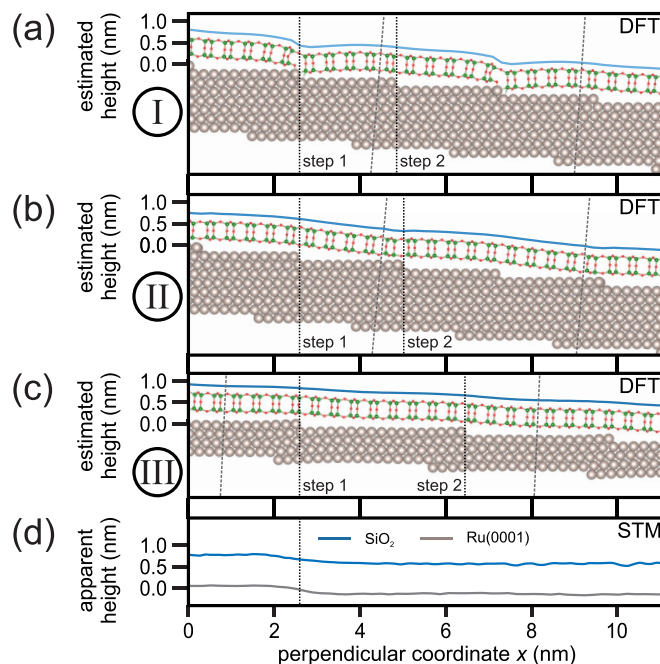 (a)
estimated height (nm)
1.0
0.5
0.0
DFT
I
step 1
step 2
(b)
estimated height (nm)
1.0
0.5
0.0
DFT
II
step 1
step 2
(c)
estimated height (nm)
1.0
0.5
0.0
DFT
III
step 1
step 2
(d)
apparent height (nm)
1.0
0.5
0.0
SiO₂
Ru(0001)
STM
0 2 4 6 8 10
perpendicular coordinate x (nm)